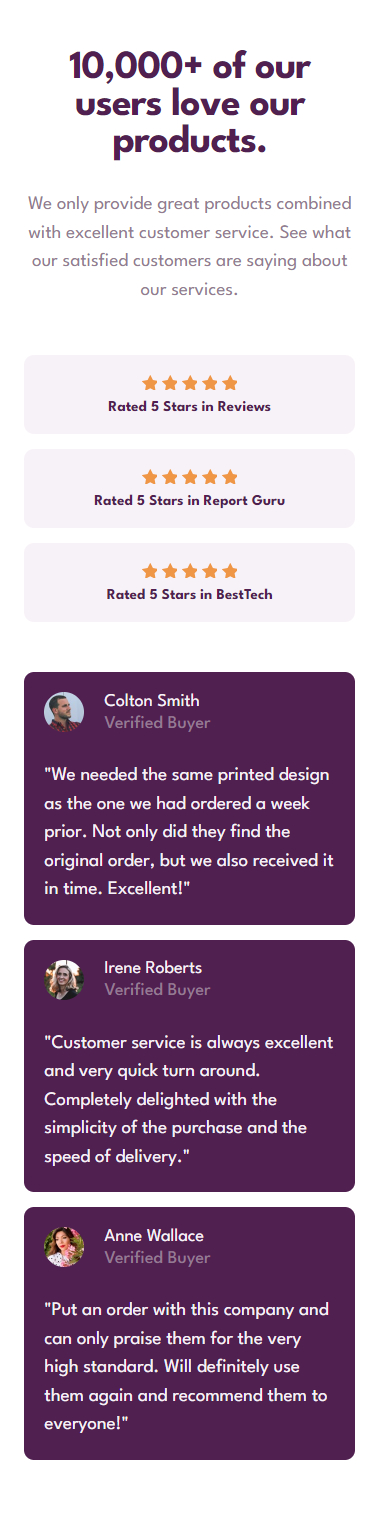 10,000+ of our
users love our
products.
We only provide great products combined
with excellent customer service. See what
our satisfied customers are saying about
our services.
Rated 5 Stars in Reviews
Rated 5 Stars in Report Guru
Rated 5 Stars in BestTech
Colton Smith
Verified Buyer
"We needed the same printed design
as the one we had ordered a week
prior. Not only did they find the
original order, but we also received it
in time. Excellent!"
Irene Roberts
Verified Buyer
"Customer service is always excellent
and very quick turn around.
Completely delighted with the
simplicity of the purchase and the
speed of delivery."
Anne Wallace
Verified Buyer
"Put an order with this company and
can only praise them for the very
high standard. Will definitely use
them again and recommend them to
everyone!"